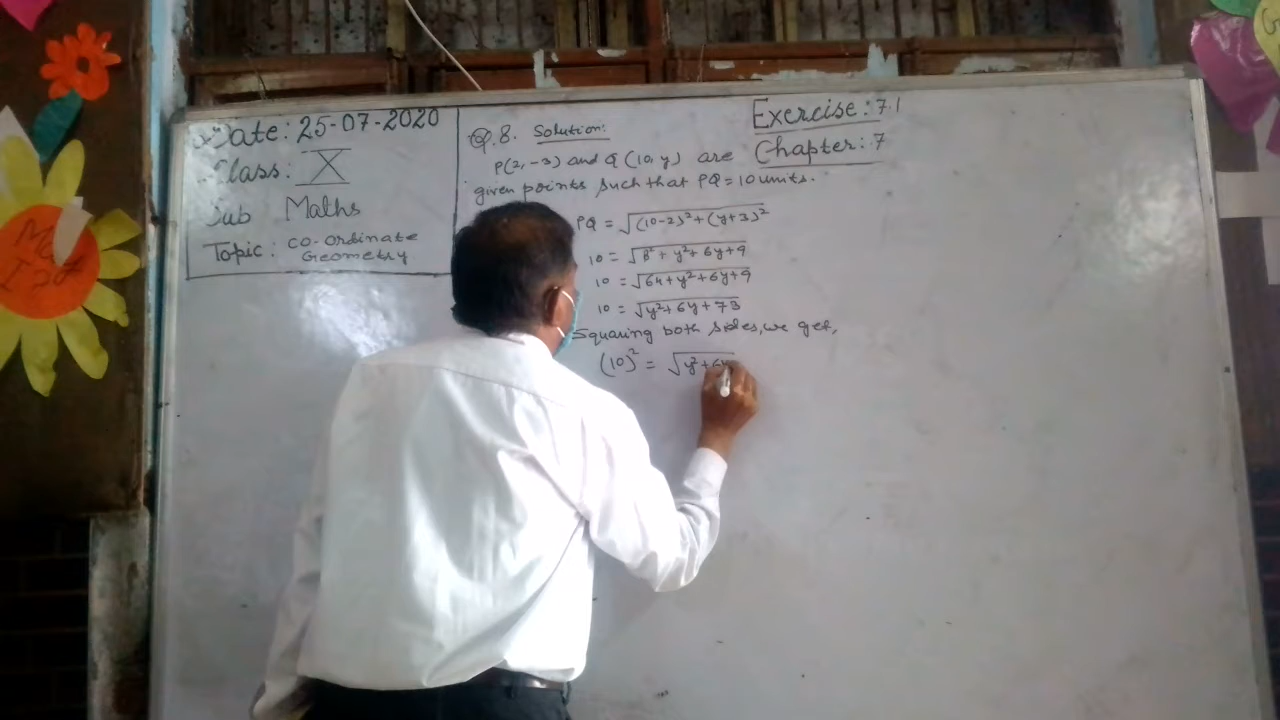 Date: 25-07-2020
Class: X
Sub Maths
Topic: Co-ordinate
Geometry
Exercise: 7.1
Chapter: 7
Q.8. Solution:
P(2,-3) and Q(10,y) are
given points such that PQ = 10 units.
PQ = √(10-2)²+(y+3)²
10 = √8²+y²+6y+9
10 = √64+y²+6y+9
10 = √y²+6y+73
Squaring both sides, we get,
(10)² = √y²+6y